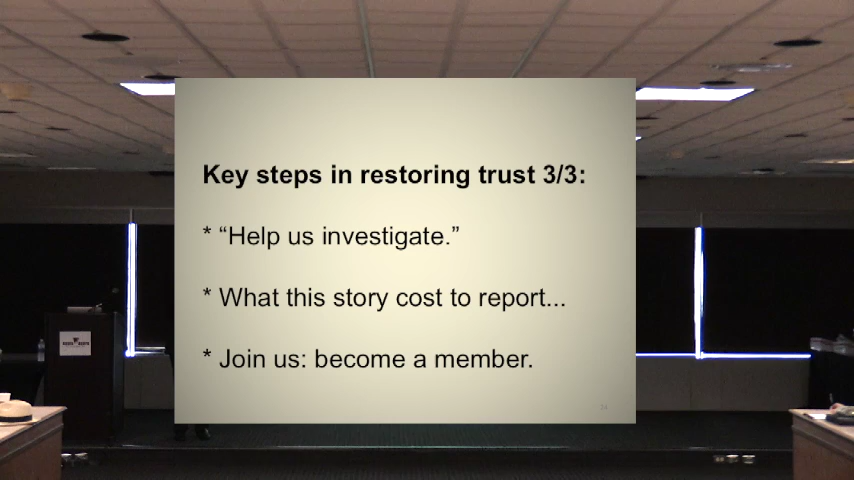 Key steps in restoring trust 3/3:
* “Help us investigate.”
* What this story cost to report...
* Join us: become a member.